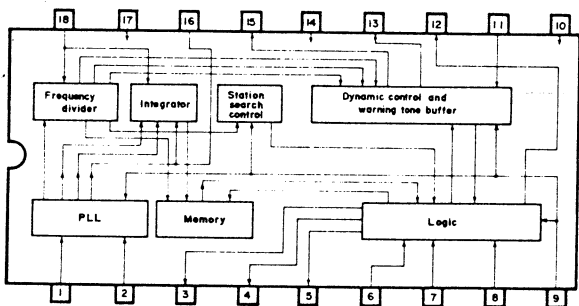 18 17 16 15 14 13 12 11 10
Frequency
divider
Integrator
Station
search
control
Dynamic control and
warning tone buffer
PLL
Memory
Logic
1 2 3 4 5 6 7 8 9